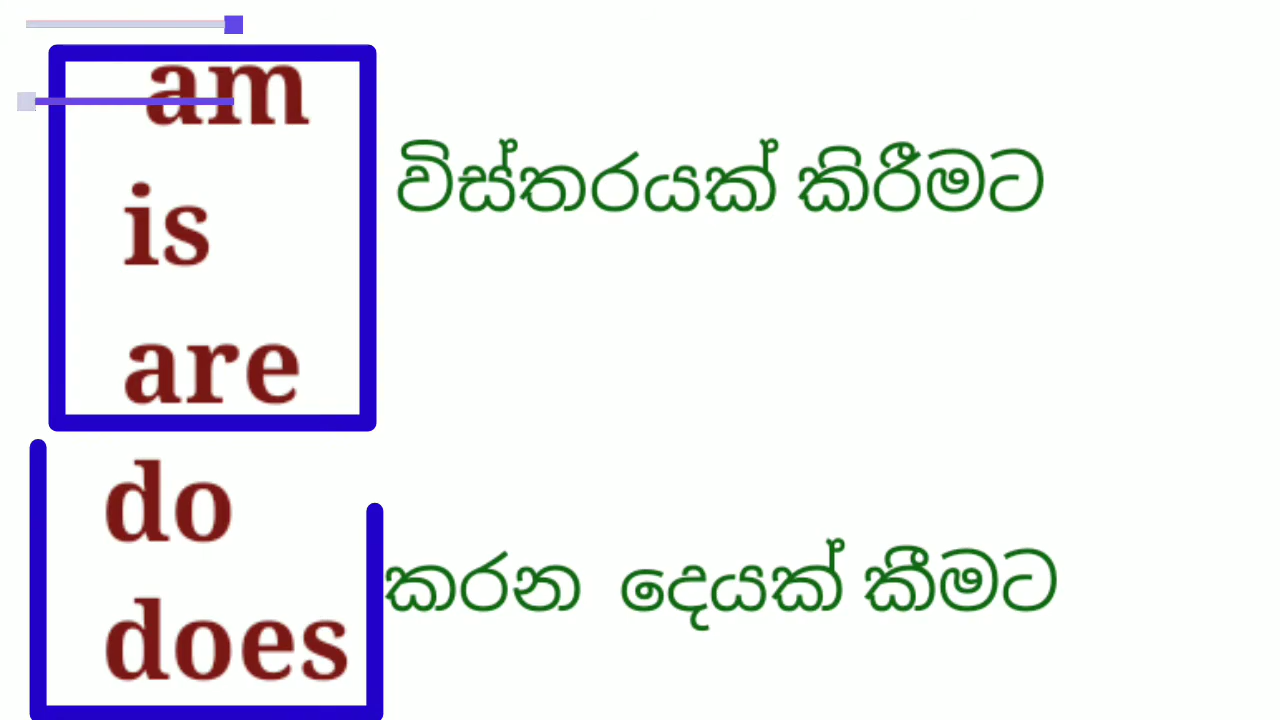 am
විස්තරයක් කිරීමට
is
are
do
කරන දෙයක් කීමට
does